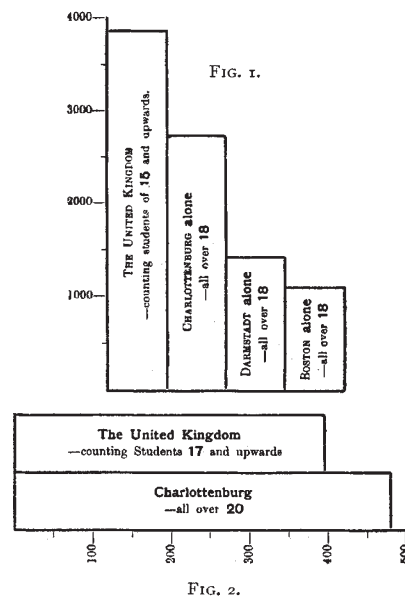 4000
3000
2000
1000
FIG. 1.
THE UNITED KINGDOM
—counting students of 15 and upwards.
CHARLOTTENBURG alone
—all over 18
DARMSTADT alone
—all over 18
BOSTON alone
—all over 18
The United Kingdom
—counting Students 17 and upwards
Charlottenburg
—all over 20
100
200
300
400
500
FIG. 2.